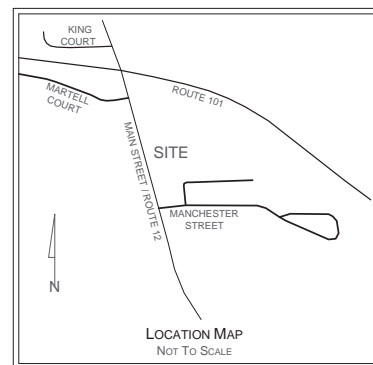 KING
COURT
MARTELL
COURT
ROUTE 101
MAIN STREET / ROUTE 12
SITE
MANCHESTER
STREET
N
LOCATION MAP
NOT TO SCALE